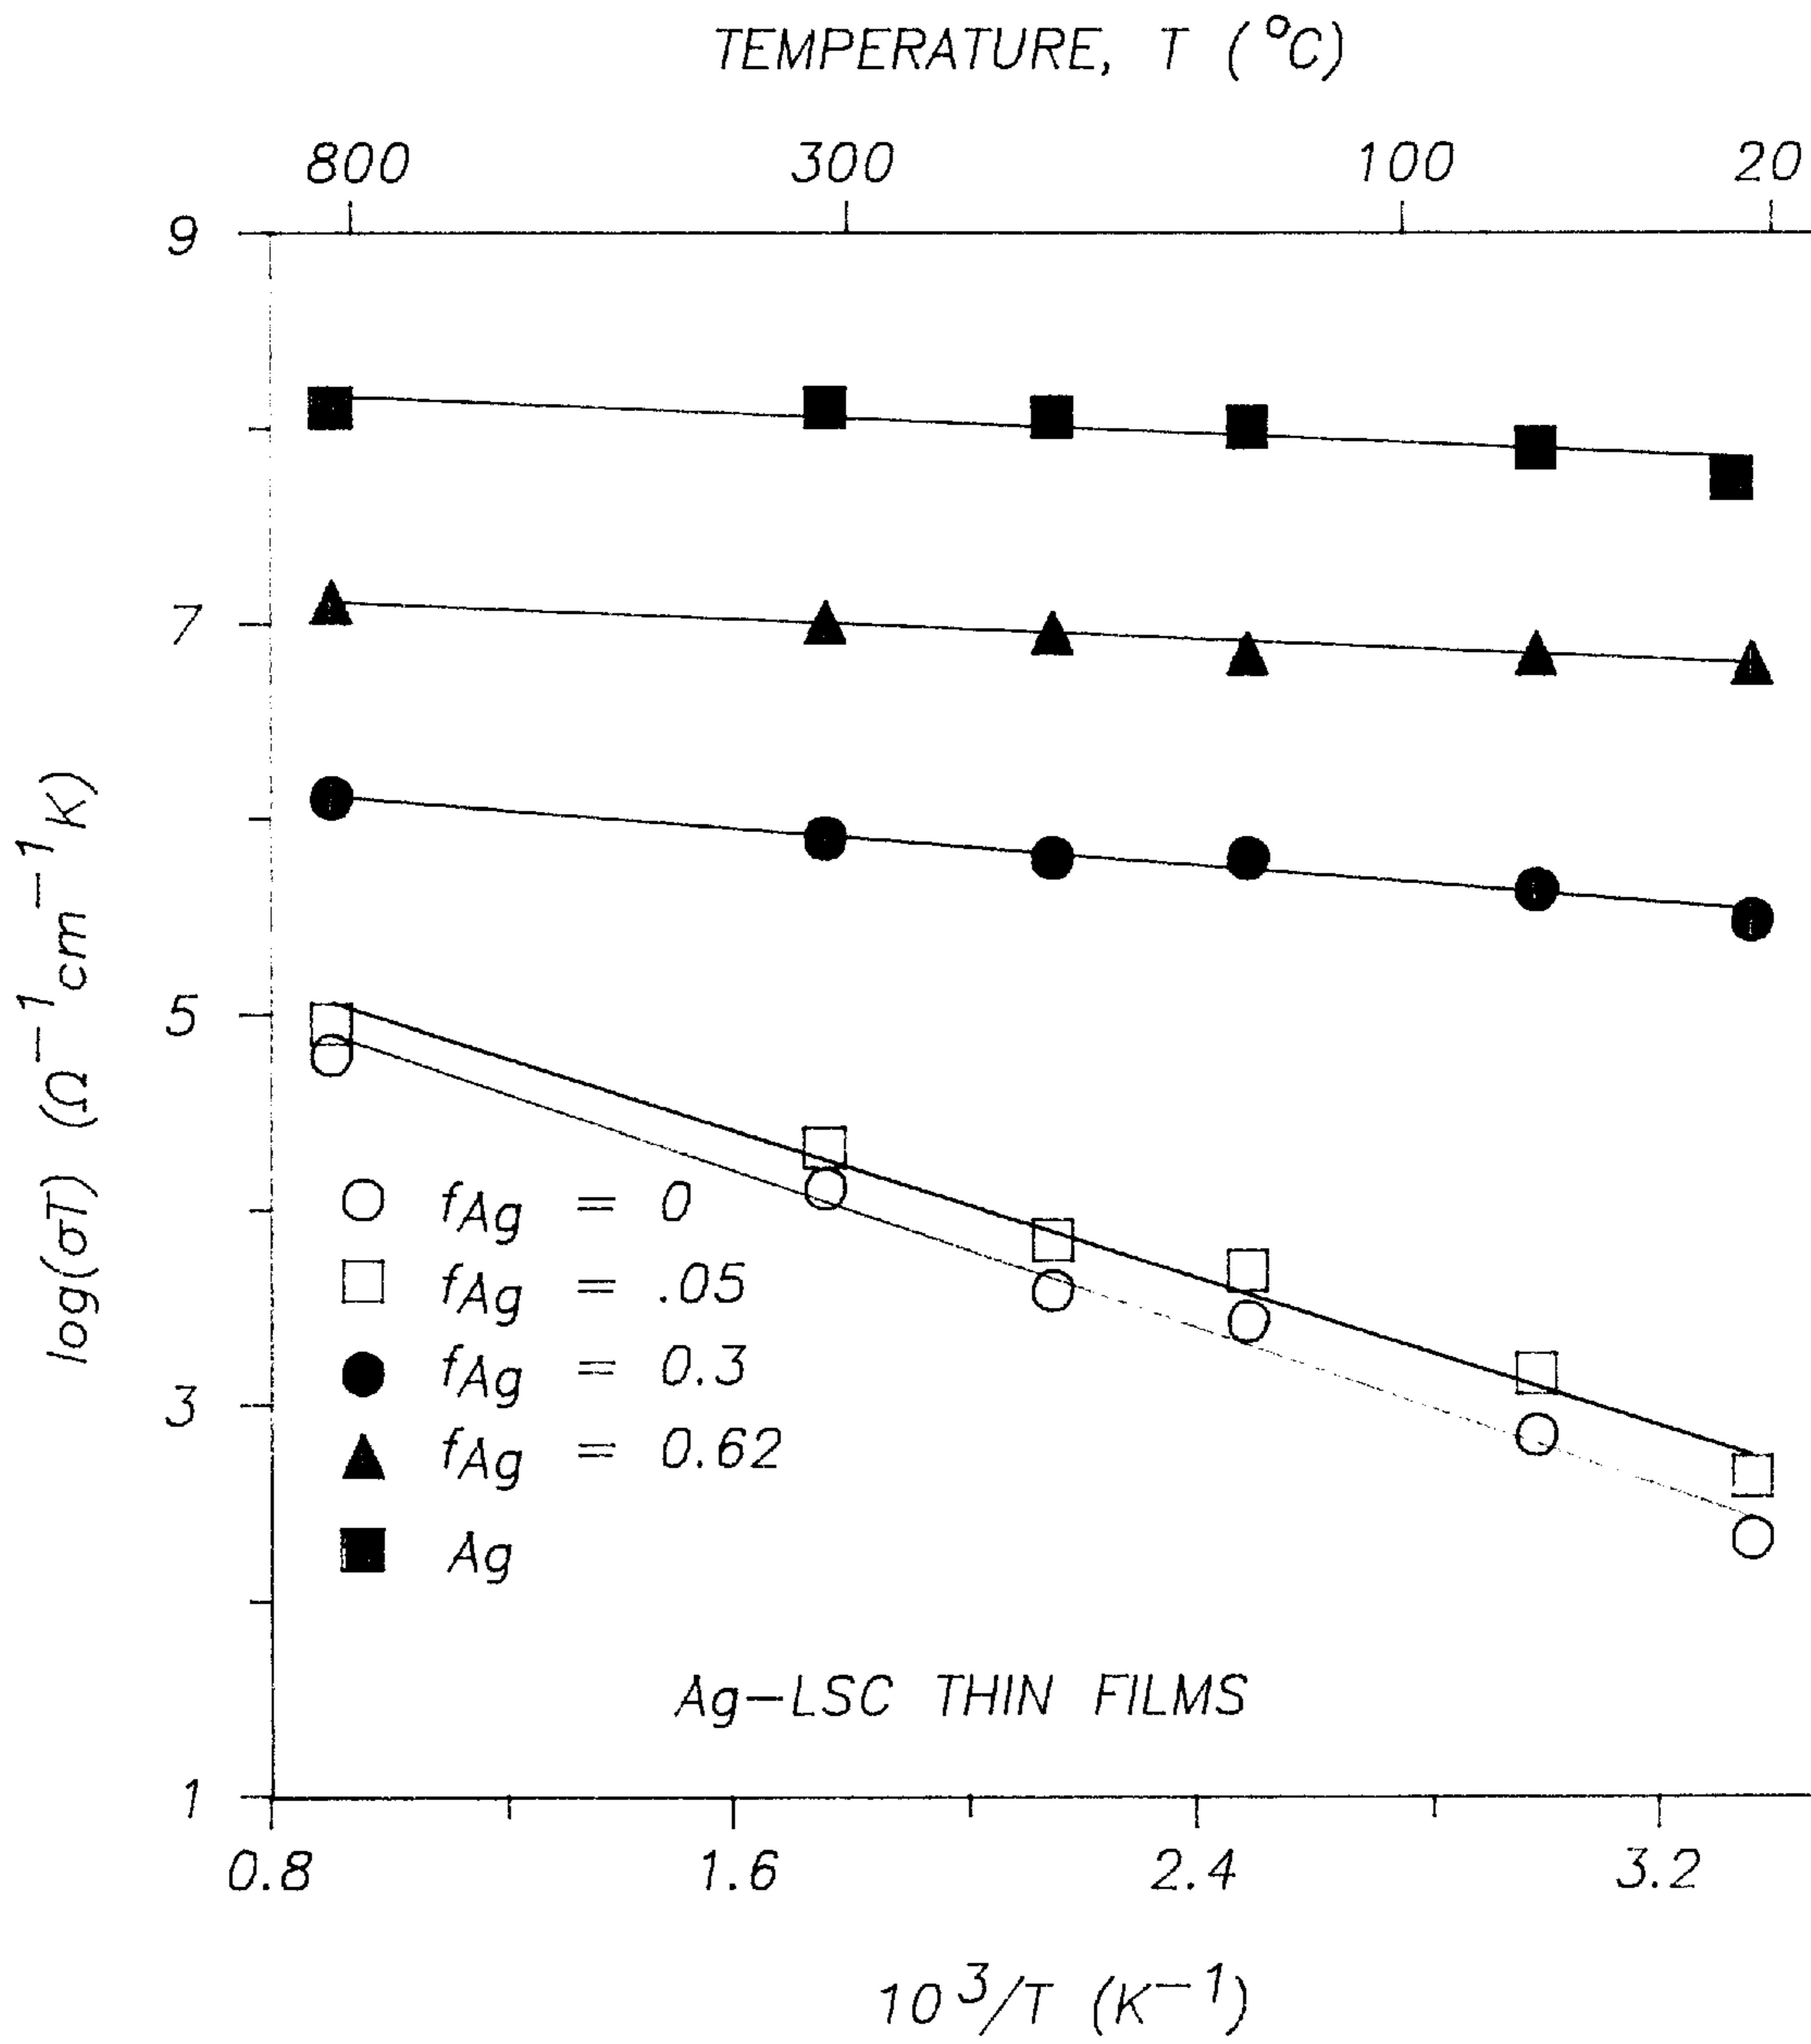 TEMPERATURE, T (°C)
800 300 100 20
9
7
5
3
1
log(σT) (Ω⁻¹cm⁻¹K)
fAg = 0
fAg = .05
fAg = 0.3
fAg = 0.62
Ag
Ag-LSC THIN FILMS
0.8 1.6 2.4 3.2
10³/T (K⁻¹)